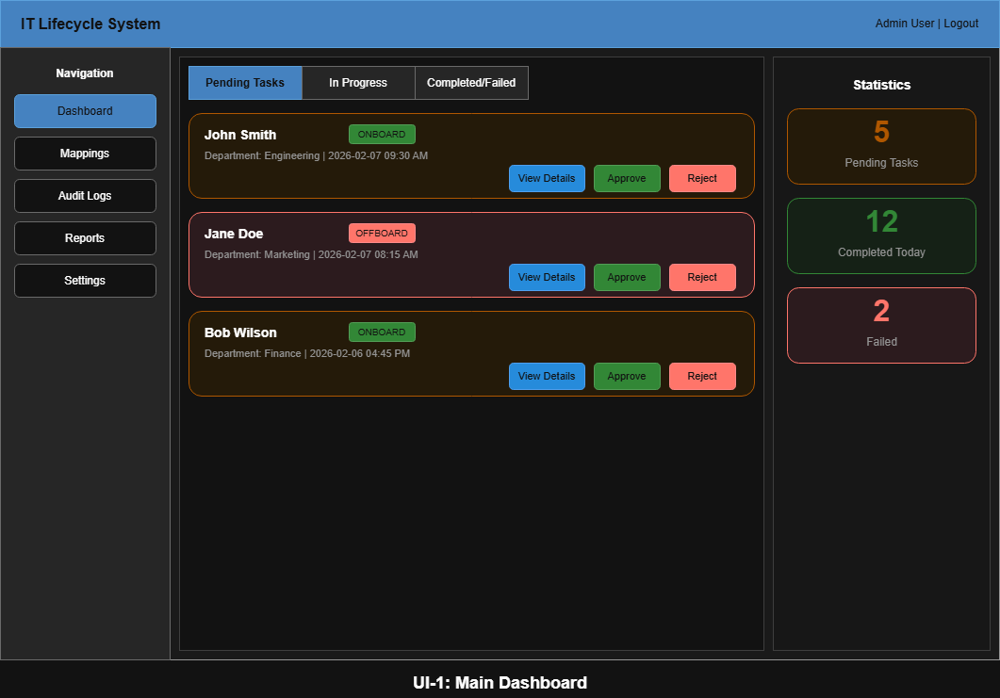 IT Lifecycle System
Admin User | Logout
Navigation
Dashboard
Mappings
Audit Logs
Reports
Settings
Pending Tasks
In Progress
Completed/Failed
John Smith
ONBOARD
Department: Engineering | 2026-02-07 09:30 AM
View Details
Approve
Reject
Jane Doe
OFFBOARD
Department: Marketing | 2026-02-07 08:15 AM
View Details
Approve
Reject
Bob Wilson
ONBOARD
Department: Finance | 2026-02-06 04:45 PM
View Details
Approve
Reject
Statistics
5
Pending Tasks
12
Completed Today
2
Failed
UI-1: Main Dashboard